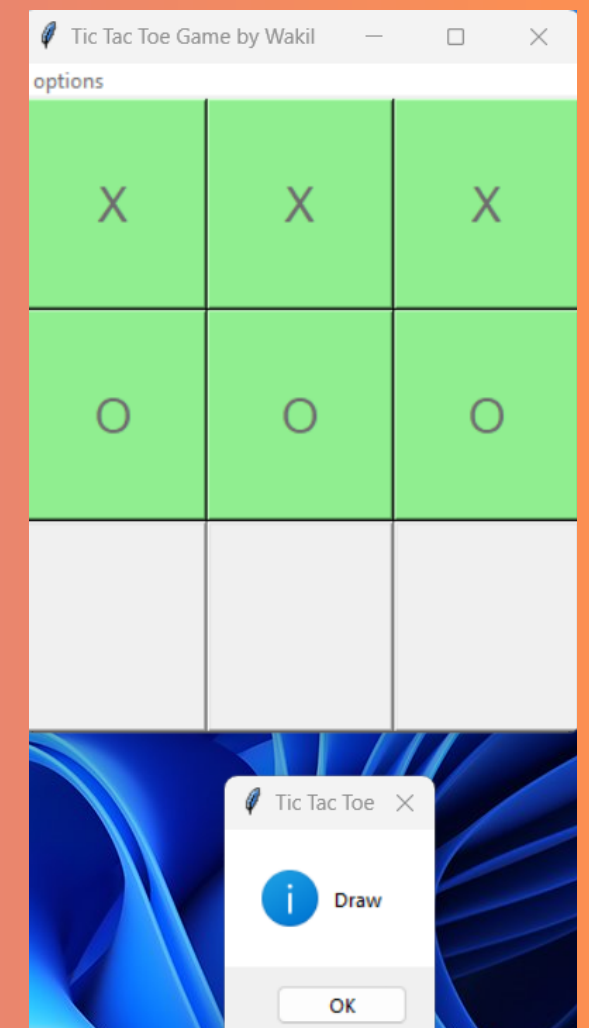 Tic Tac Toe Game by Wakil
options
X X X
O O O
Tic Tac Toe
Draw
OK